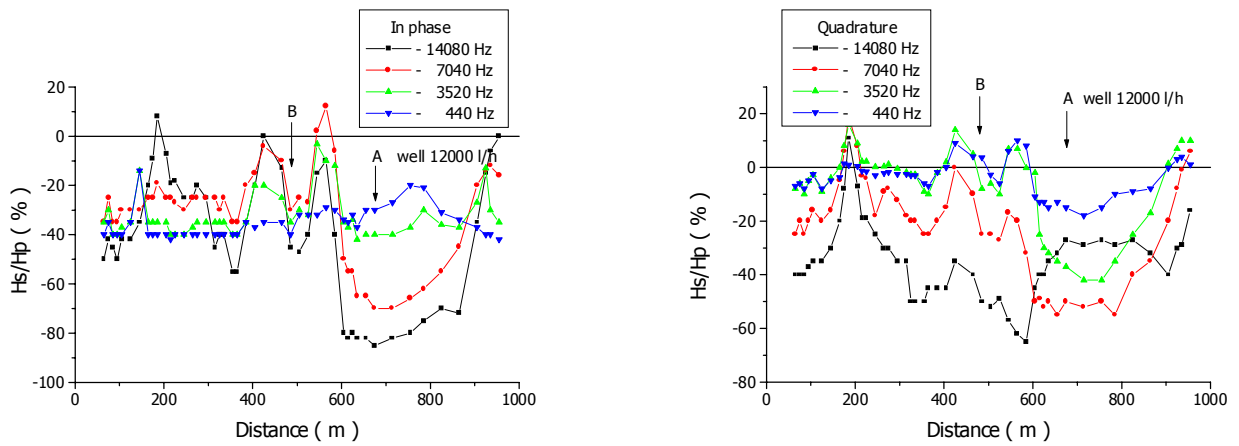 In phase
- 14080 Hz
- 7040 Hz
- 3520 Hz
- 440 Hz
B
A well 12000 l/h
20
0
-20
-40
-60
-80
-100
Hs/Hp ( % )
0 200 400 600 800 1000
Distance ( m )
Quadrature
- 14080 Hz
- 7040 Hz
- 3520 Hz
- 440 Hz
A
B
A well 12000 l/h
20
0
-20
-40
-60
-80
Hs/Hp ( % )
0 200 400 600 800 1000
Distance ( m )